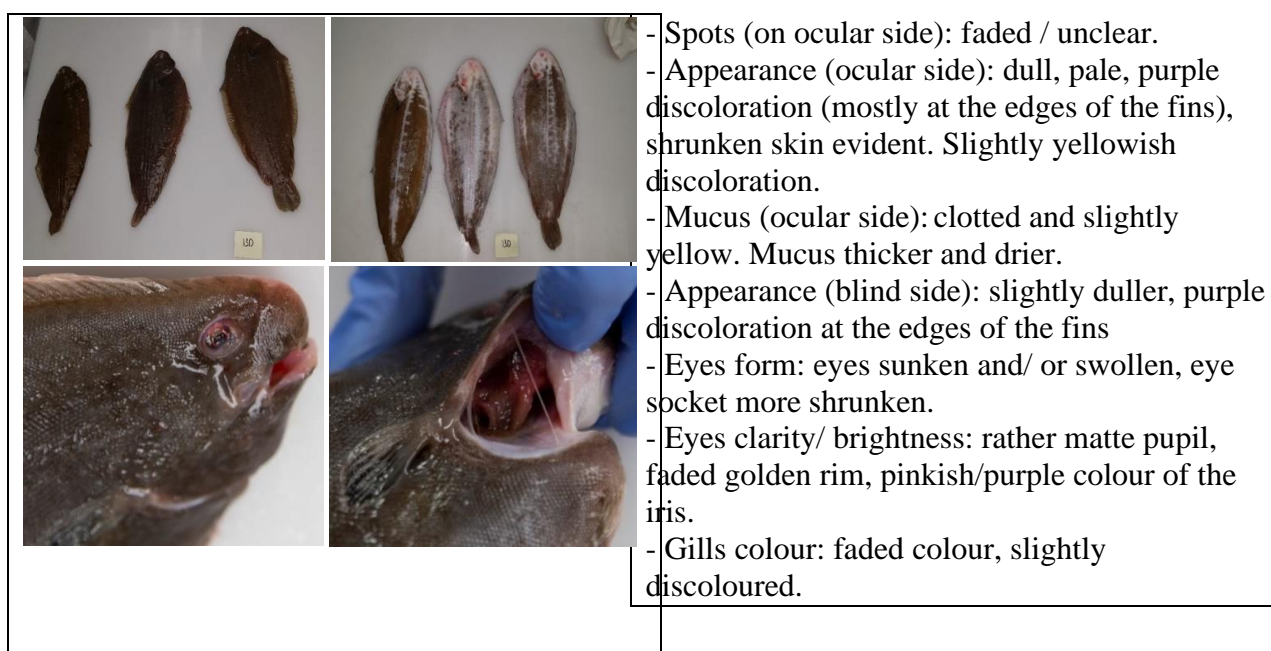 - Spots (on ocular side): faded / unclear.
- Appearance (ocular side): dull, pale, purple
discoloration (mostly at the edges of the fins),
shrunken skin evident. Slightly yellowish
discoloration.
- Mucus (ocular side): clotted and slightly
yellow. Mucus thicker and drier.
- Appearance (blind side): slightly duller, purple
discoloration at the edges of the fins
- Eyes form: eyes sunken and/ or swollen, eye
socket more shrunken.
- Eyes clarity/ brightness: rather matte pupil,
faded golden rim, pinkish/purple colour of the
iris.
- Gills colour: faded colour, slightly
discoloured.